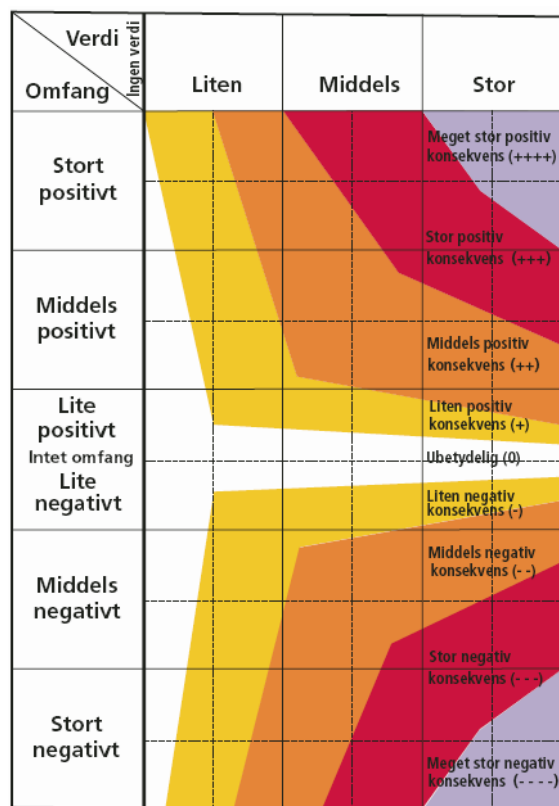 Verdi
Ingen verdi
Omfang
Liten
Middels
Stor
Stort
positivt
Meget stor positiv
konsekvens (++++)
Stor positiv
konsekvens (+++)
Middels
positivt
Middels positiv
konsekvens (++)
Lite
positivt
Liten positiv
konsekvens (+)
Intet omfang
Ubetydelig (0)
Lite
negativt
Liten negativ
konsekvens (-)
Middels
negativt
Middels negativ
konsekvens (- -)
Stor negativ
konsekvens (- - -)
Stort
negativt
Meget stor negativ
konsekvens (- - - -)